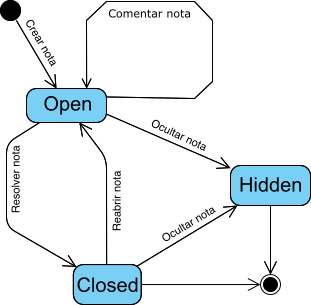 Comentar nota
Crear nota
Open
Ocultar nota
Resolver nota
Reabrir nota
Hidden
Ocultar nota
Closed